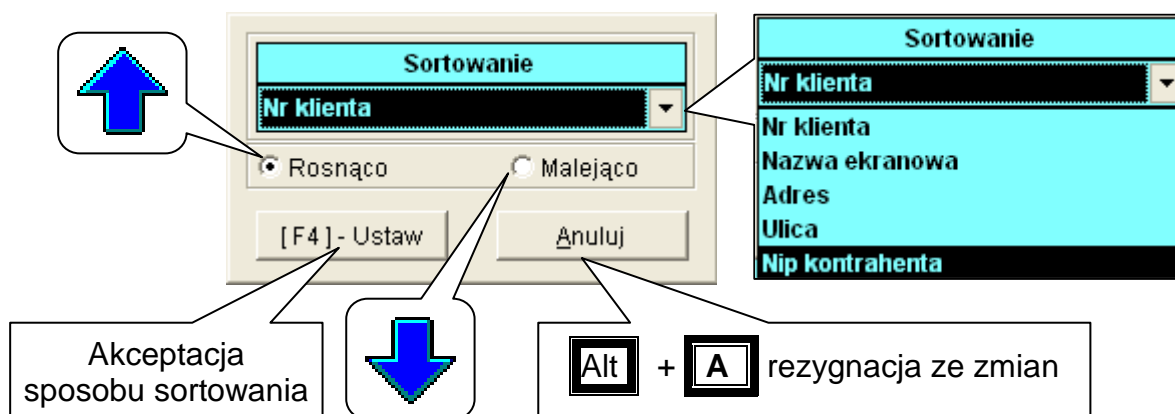 Sortowanie
Nr klienta
Rosnąco
Malejąco
[ F4 ] - Ustaw
Anuluj
Sortowanie
Nr klienta
Nr klienta
Nazwa ekranowa
Adres
Ulica
Nip kontrahenta
Akceptacja
sposobu sortowania
Alt + A rezygnacja ze zmian